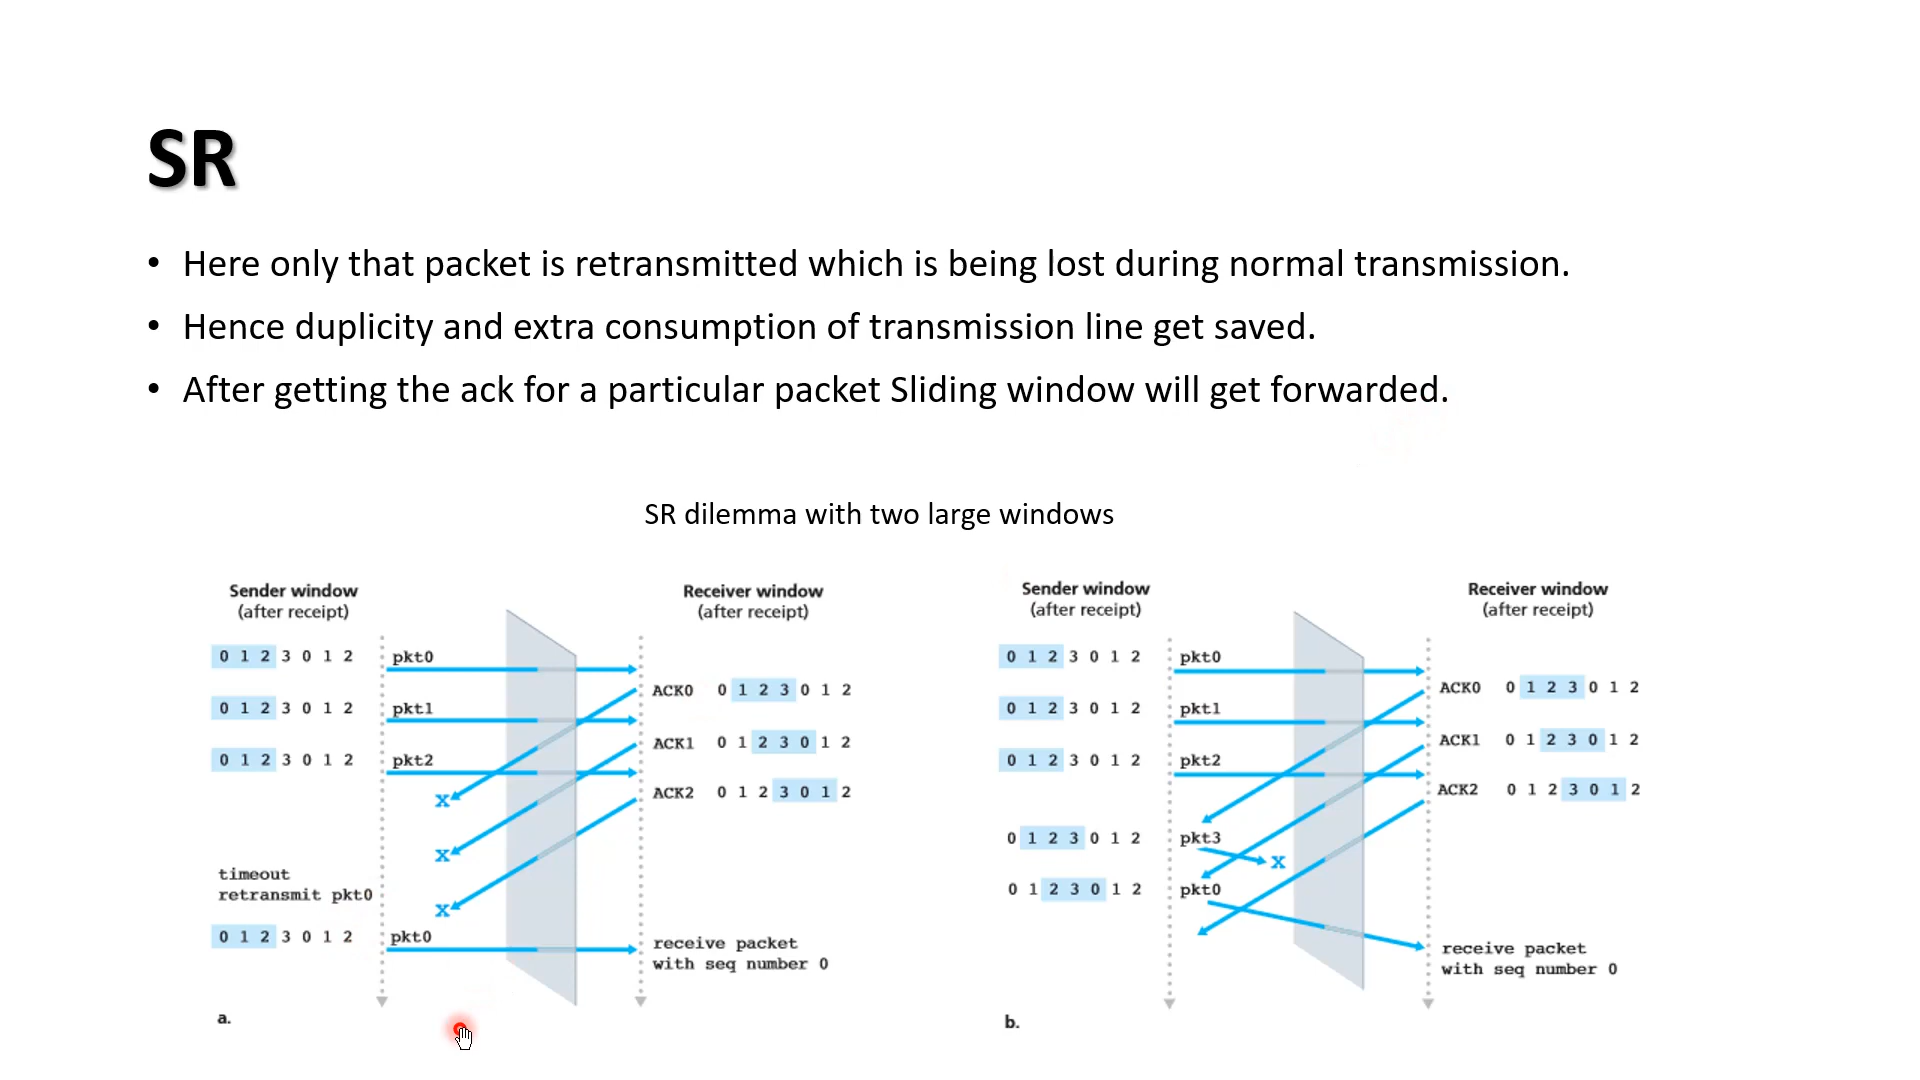 SR
• Here only that packet is retransmitted which is being lost during normal transmission.
• Hence duplicity and extra consumption of transmission line get saved.
• After getting the ack for a particular packet Sliding window will get forwarded.
SR dilemma with two large windows
Sender window
(after receipt)
Receiver window
(after receipt)
0 1 2 3 0 1 2 pkt0
ACK0 0 1 2 3 0 1 2
0 1 2 3 0 1 2 pkt1
ACK1 0 1 2 3 0 1 2
0 1 2 3 0 1 2 pkt2
ACK2 0 1 2 3 0 1 2
x
x
x
timeout
retransmit pkt0
0 1 2 3 0 1 2 pkt0
receive packet
with seq number 0
a.
Sender window
(after receipt)
Receiver window
(after receipt)
0 1 2 3 0 1 2 pkt0
ACK0 0 1 2 3 0 1 2
0 1 2 3 0 1 2 pkt1
ACK1 0 1 2 3 0 1 2
0 1 2 3 0 1 2 pkt2
ACK2 0 1 2 3 0 1 2
0 1 2 3 0 1 2 pkt3
x
0 1 2 3 0 1 2 pkt0
receive packet
with seq number 0
b.